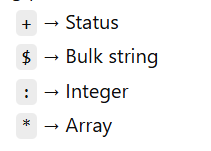 + → Status
$ → Bulk string
: → Integer
* → Array